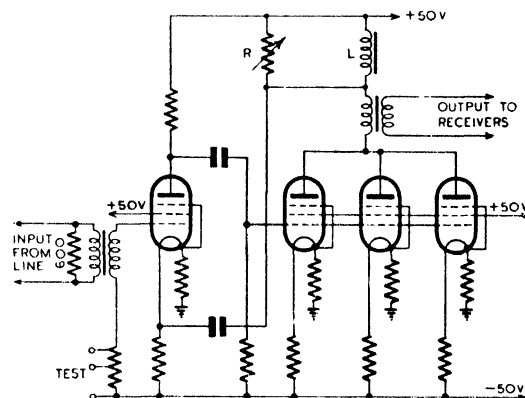 +50V
R
L
OUTPUT TO
RECEIVERS
+50V
+50V
INPUT
FROM
LINE
600
TEST
-50V